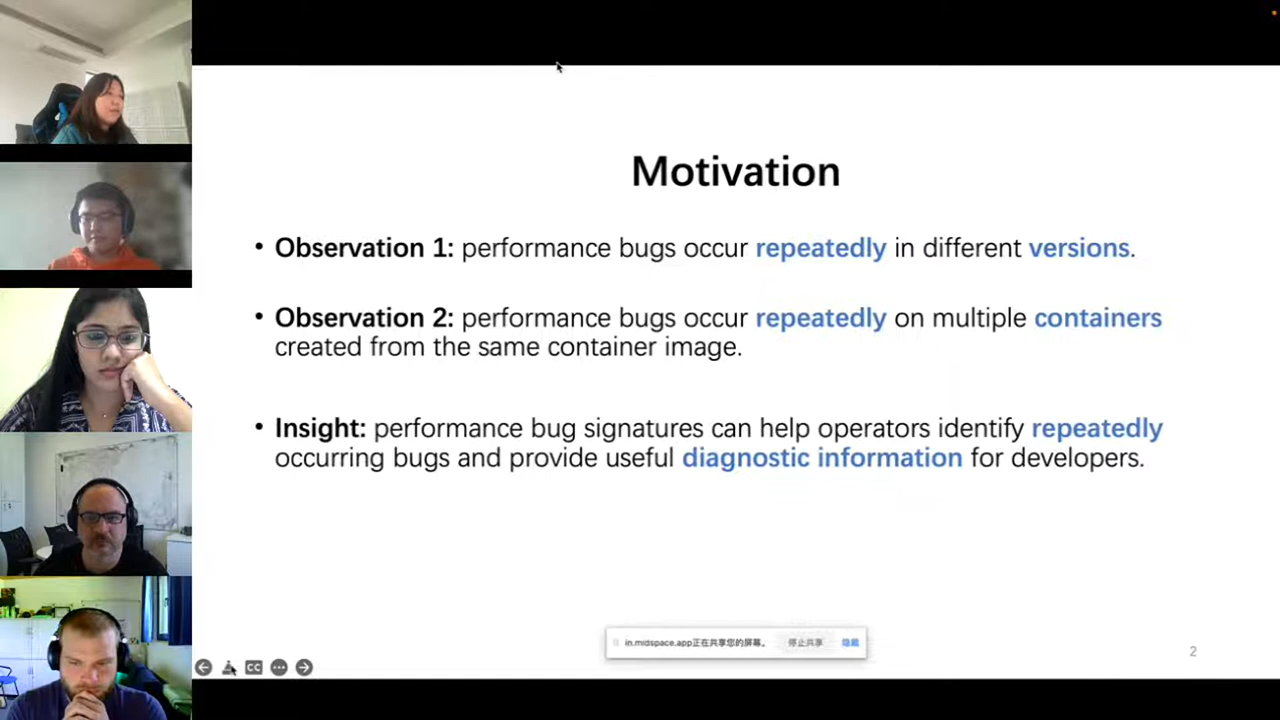 Motivation
• Observation 1: performance bugs occur repeatedly in different versions.
• Observation 2: performance bugs occur repeatedly on multiple containers
created from the same container image.
• Insight: performance bug signatures can help operators identify repeatedly
occurring bugs and provide useful diagnostic information for developers.
in.midspace.app正在共享您的屏幕。 停止共享 隐藏
2
CC